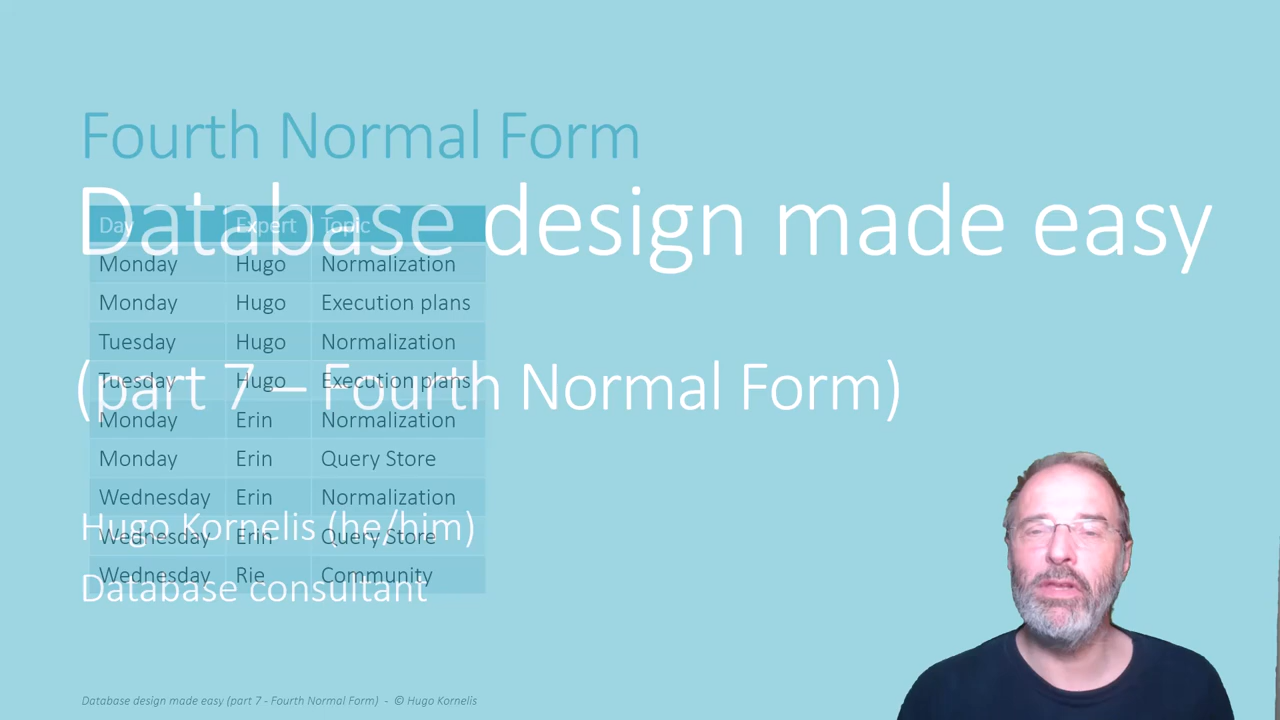 Fourth Normal Form
Database design made easy
(part 7 – Fourth Normal Form)
Hugo Kornelis (he/him)
Database consultant
Day Expert Topic
Monday Hugo Normalization
Monday Hugo Execution plans
Tuesday Hugo Normalization
Tuesday Hugo Execution plans
Monday Erin Normalization
Monday Erin Query Store
Wednesday Erin Normalization
Wednesday Erin Query Store
Wednesday Rie Community
Database design made easy (part 7 - Fourth Normal Form) - © Hugo Kornelis